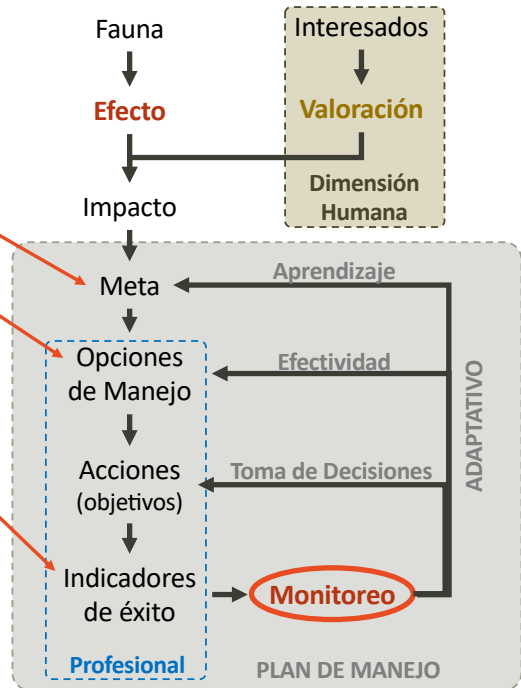 Fauna
Interesados
Efecto
Valoración
Dimensión
Humana
Impacto
Meta
Aprendizaje
Opciones
de Manejo
Efectividad
ADAPTATIVO
Acciones
(objetivos)
Toma de Decisiones
Indicadores
de éxito
Monitoreo
Profesional
PLAN DE MANEJO